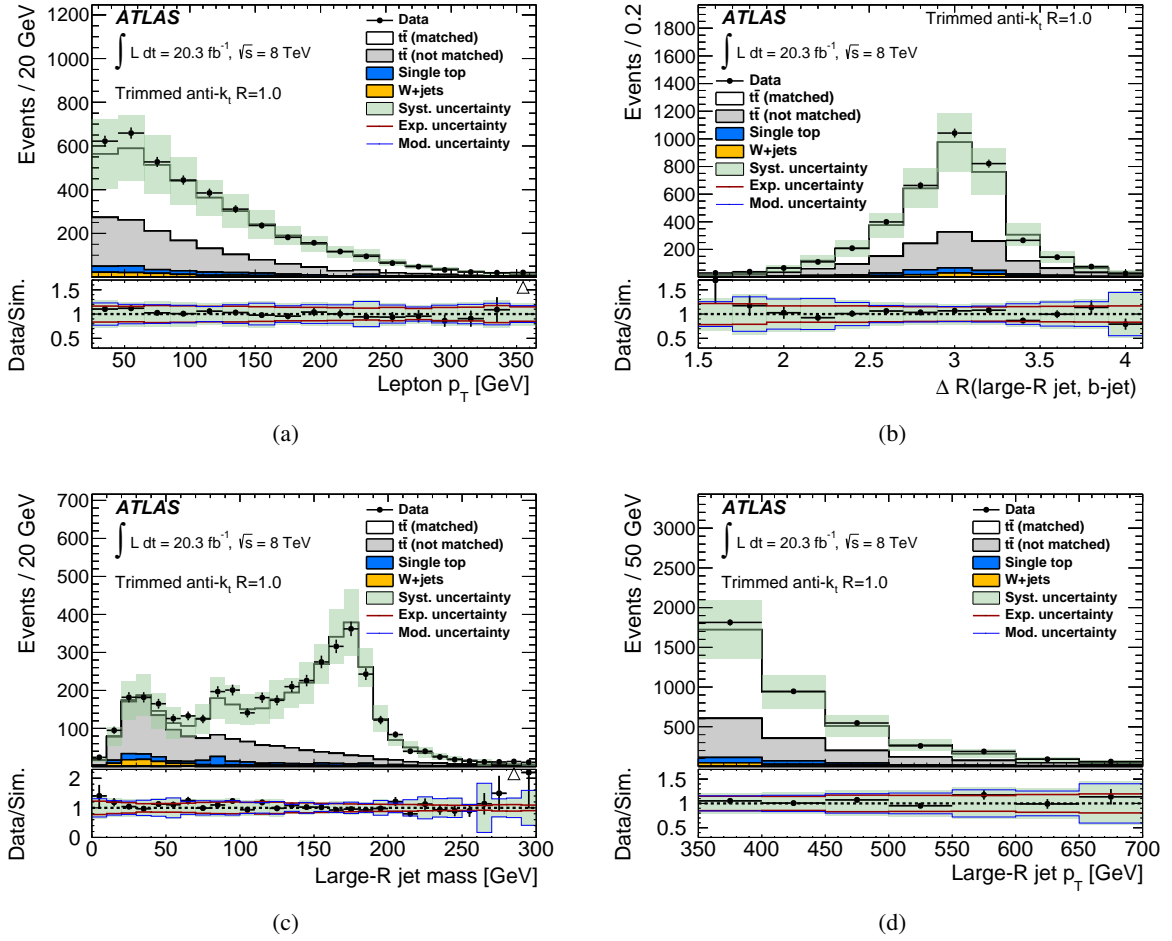 ATLAS
∫ L dt = 20.3 fb⁻¹, √s = 8 TeV
Trimmed anti-kₜ R=1.0
Data
tt̄ (matched)
tt̄ (not matched)
Single top
W+jets
Syst. uncertainty
Exp. uncertainty
Mod. uncertainty
Events / 20 GeV
1200
1000
800
600
400
200
Data/Sim.
1.5
1
0.5
50 100 150 200 250 300 350
Lepton p_T [GeV]
(a)
ATLAS
Trimmed anti-kₜ R=1.0
∫ L dt = 20.3 fb⁻¹, √s = 8 TeV
Data
tt̄ (matched)
tt̄ (not matched)
Single top
W+jets
Syst. uncertainty
Exp. uncertainty
Mod. uncertainty
Events / 0.2
1800
1600
1400
1200
1000
800
600
400
200
Data/Sim.
1.5
1
0.5
1.5 2 2.5 3 3.5 4
Δ R(large-R jet, b-jet)
(b)
ATLAS
∫ L dt = 20.3 fb⁻¹, √s = 8 TeV
Trimmed anti-kₜ R=1.0
Data
tt̄ (matched)
tt̄ (not matched)
Single top
W+jets
Syst. uncertainty
Exp. uncertainty
Mod. uncertainty
Events / 20 GeV
700
600
500
400
300
200
100
Data/Sim.
2
1
0
0 50 100 150 200 250 300
Large-R jet mass [GeV]
(c)
ATLAS
∫ L dt = 20.3 fb⁻¹, √s = 8 TeV
Trimmed anti-kₜ R=1.0
Data
tt̄ (matched)
tt̄ (not matched)
Single top
W+jets
Syst. uncertainty
Exp. uncertainty
Mod. uncertainty
Events / 50 GeV
3000
2500
2000
1500
1000
500
Data/Sim.
1.5
1
0.5
350 400 450 500 550 600 650 700
Large-R jet p_T [GeV]
(d)